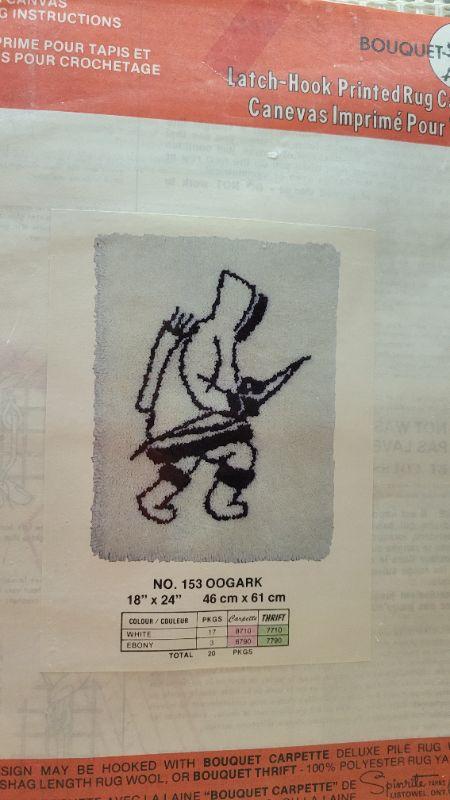 CANVAS
G INSTRUCTIONS
PRIME POUR TAPIS ET
S POUR CROCHETAGE
BOUQUET
Latch-Hook Printed Rug
Canevas Imprimé Pour
NO. 153 OOGARK
18" x 24" 46 cm x 61 cm
COLOUR / COULEUR PKGS Carpette THRIFT
WHITE 17 8710 7710
EBONY 3 8790 7790
TOTAL 20 PKGS
SIGN MAY BE HOOKED WITH BOUQUET CARPETTE DELUXE PILE RUG
SHAG LENGTH RUG WOOL, OR BOUQUET THRIFT - 100% POLYESTER RUG YA
AVEC LA LAINE "BOUQUET CARPETTE" DE Spinrite YARNS
LISTOWEL, ONT.